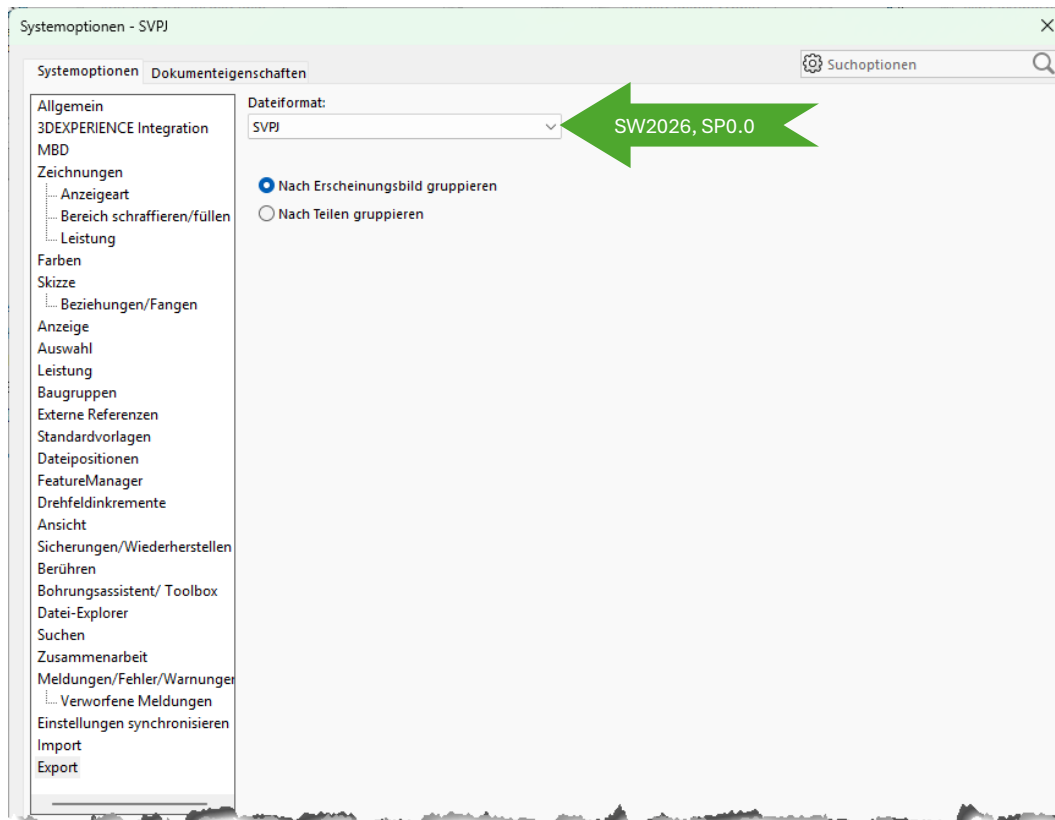 Systemoptionen - SVPJ
Systemoptionen Dokumenteigenschaften
Suchoptionen
Allgemein
3DEXPERIENCE Integration
MBD
Zeichnungen
Anzeigeart
Bereich schraffieren/füllen
Leistung
Farben
Skizze
Beziehungen/Fangen
Anzeige
Auswahl
Leistung
Baugruppen
Externe Referenzen
Standardvorlagen
Dateipositionen
FeatureManager
Drehfeldinkremente
Ansicht
Sicherungen/Wiederherstellen
Berühren
Bohrungsassistent/ Toolbox
Datei-Explorer
Suchen
Zusammenarbeit
Meldungen/Fehler/Warnunger
Verworfene Meldungen
Einstellungen synchronisieren
Import
Export
Dateiformat:
SVPJ
SW2026, SP0.0
Nach Erscheinungsbild gruppieren
Nach Teilen gruppieren